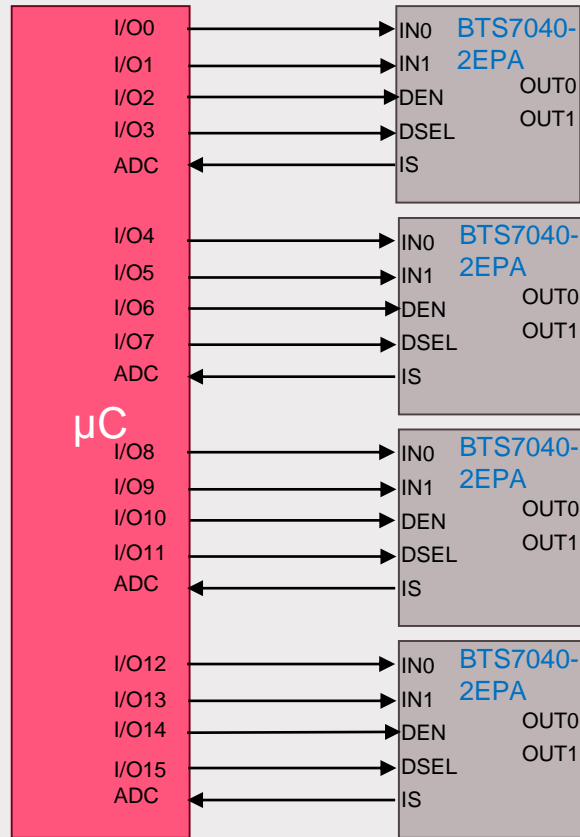 I/O0 IN0 BTS7040-
2EPA
I/O1 IN1
OUT0
I/O2 DEN
OUT1
I/O3 DSEL
ADC IS
I/O4 IN0 BTS7040-
2EPA
I/O5 IN1
OUT0
I/O6 DEN
OUT1
I/O7 DSEL
ADC IS
µC
I/O8 IN0 BTS7040-
2EPA
I/O9 IN1
OUT0
I/O10 DEN
OUT1
I/O11 DSEL
ADC IS
I/O12 IN0 BTS7040-
2EPA
I/O13 IN1
OUT0
I/O14 DEN
OUT1
I/O15 DSEL
ADC IS